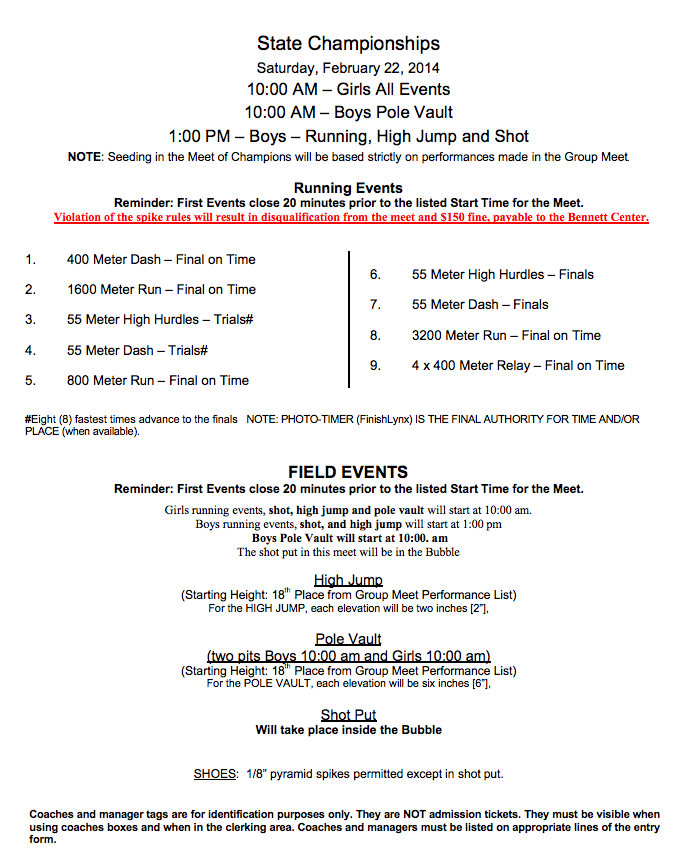 State Championships
Saturday, February 22, 2014
10:00 AM – Girls All Events
10:00 AM – Boys Pole Vault
1:00 PM – Boys – Running, High Jump and Shot
NOTE: Seeding in the Meet of Champions will be based strictly on performances made in the Group Meet.
Running Events
Reminder: First Events close 20 minutes prior to the listed Start Time for the Meet.
Violation of the spike rules will result in disqualification from the meet and $150 fine, payable to the Bennett Center.
1. 400 Meter Dash – Final on Time
2. 1600 Meter Run – Final on Time
3. 55 Meter High Hurdles – Trials#
4. 55 Meter Dash – Trials#
5. 800 Meter Run – Final on Time
6. 55 Meter High Hurdles – Finals
7. 55 Meter Dash – Finals
8. 3200 Meter Run – Final on Time
9. 4 x 400 Meter Relay – Final on Time
#Eight (8) fastest times advance to the finals NOTE: PHOTO-TIMER (FinishLynx) IS THE FINAL AUTHORITY FOR TIME AND/OR
PLACE (when available).
FIELD EVENTS
Reminder: First Events close 20 minutes prior to the listed Start Time for the Meet.
Girls running events, shot, high jump and pole vault will start at 10:00 am.
Boys running events, shot, and high jump will start at 1:00 pm
Boys Pole Vault will start at 10:00. am
The shot put in this meet will be in the Bubble
High Jump
(Starting Height: 18th Place from Group Meet Performance List)
For the HIGH JUMP, each elevation will be two inches [2"],
Pole Vault
(two pits Boys 10:00 am and Girls 10:00 am)
(Starting Height: 18th Place from Group Meet Performance List)
For the POLE VAULT, each elevation will be six inches [6"],
Shot Put
Will take place inside the Bubble
SHOES: 1/8" pyramid spikes permitted except in shot put.
Coaches and manager tags are for identification purposes only. They are NOT admission tickets. They must be visible when
using coaches boxes and when in the clerking area. Coaches and managers must be listed on appropriate lines of the entry
form.